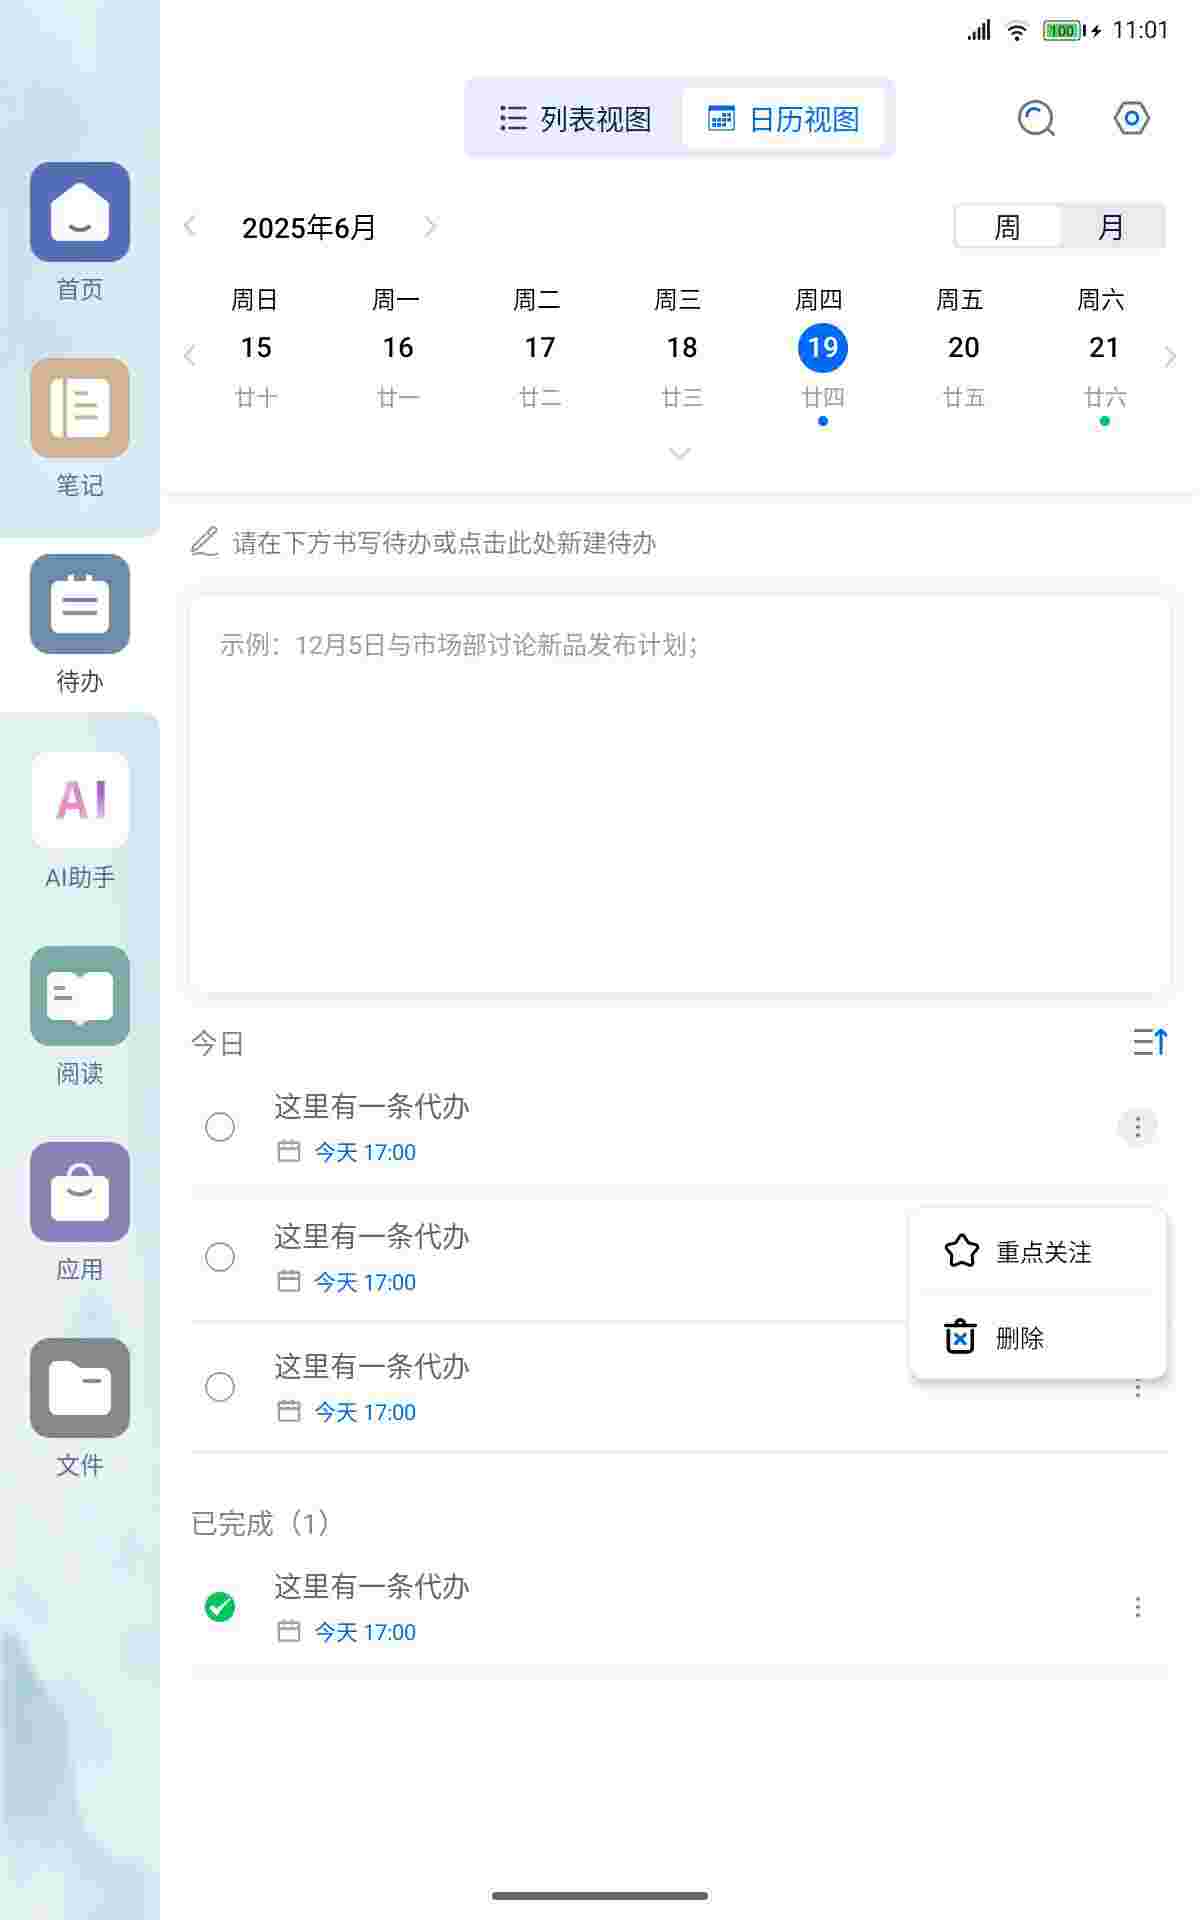 100 11:01
列表视图
日历视图
首页
笔记
待办
AI
AI助手
阅读
应用
文件
2025年6月
周 月
周日 周一 周二 周三 周四 周五 周六
15 16 17 18 19 20 21
廿十 廿一 廿二 廿三 廿四 廿五 廿六
请在下方书写待办或点击此处新建待办
示例：12月5日与市场部讨论新品发布计划；
今日
这里有一条代办
今天 17:00
这里有一条代办
今天 17:00
重点关注
删除
这里有一条代办
今天 17:00
已完成（1）
这里有一条代办
今天 17:00